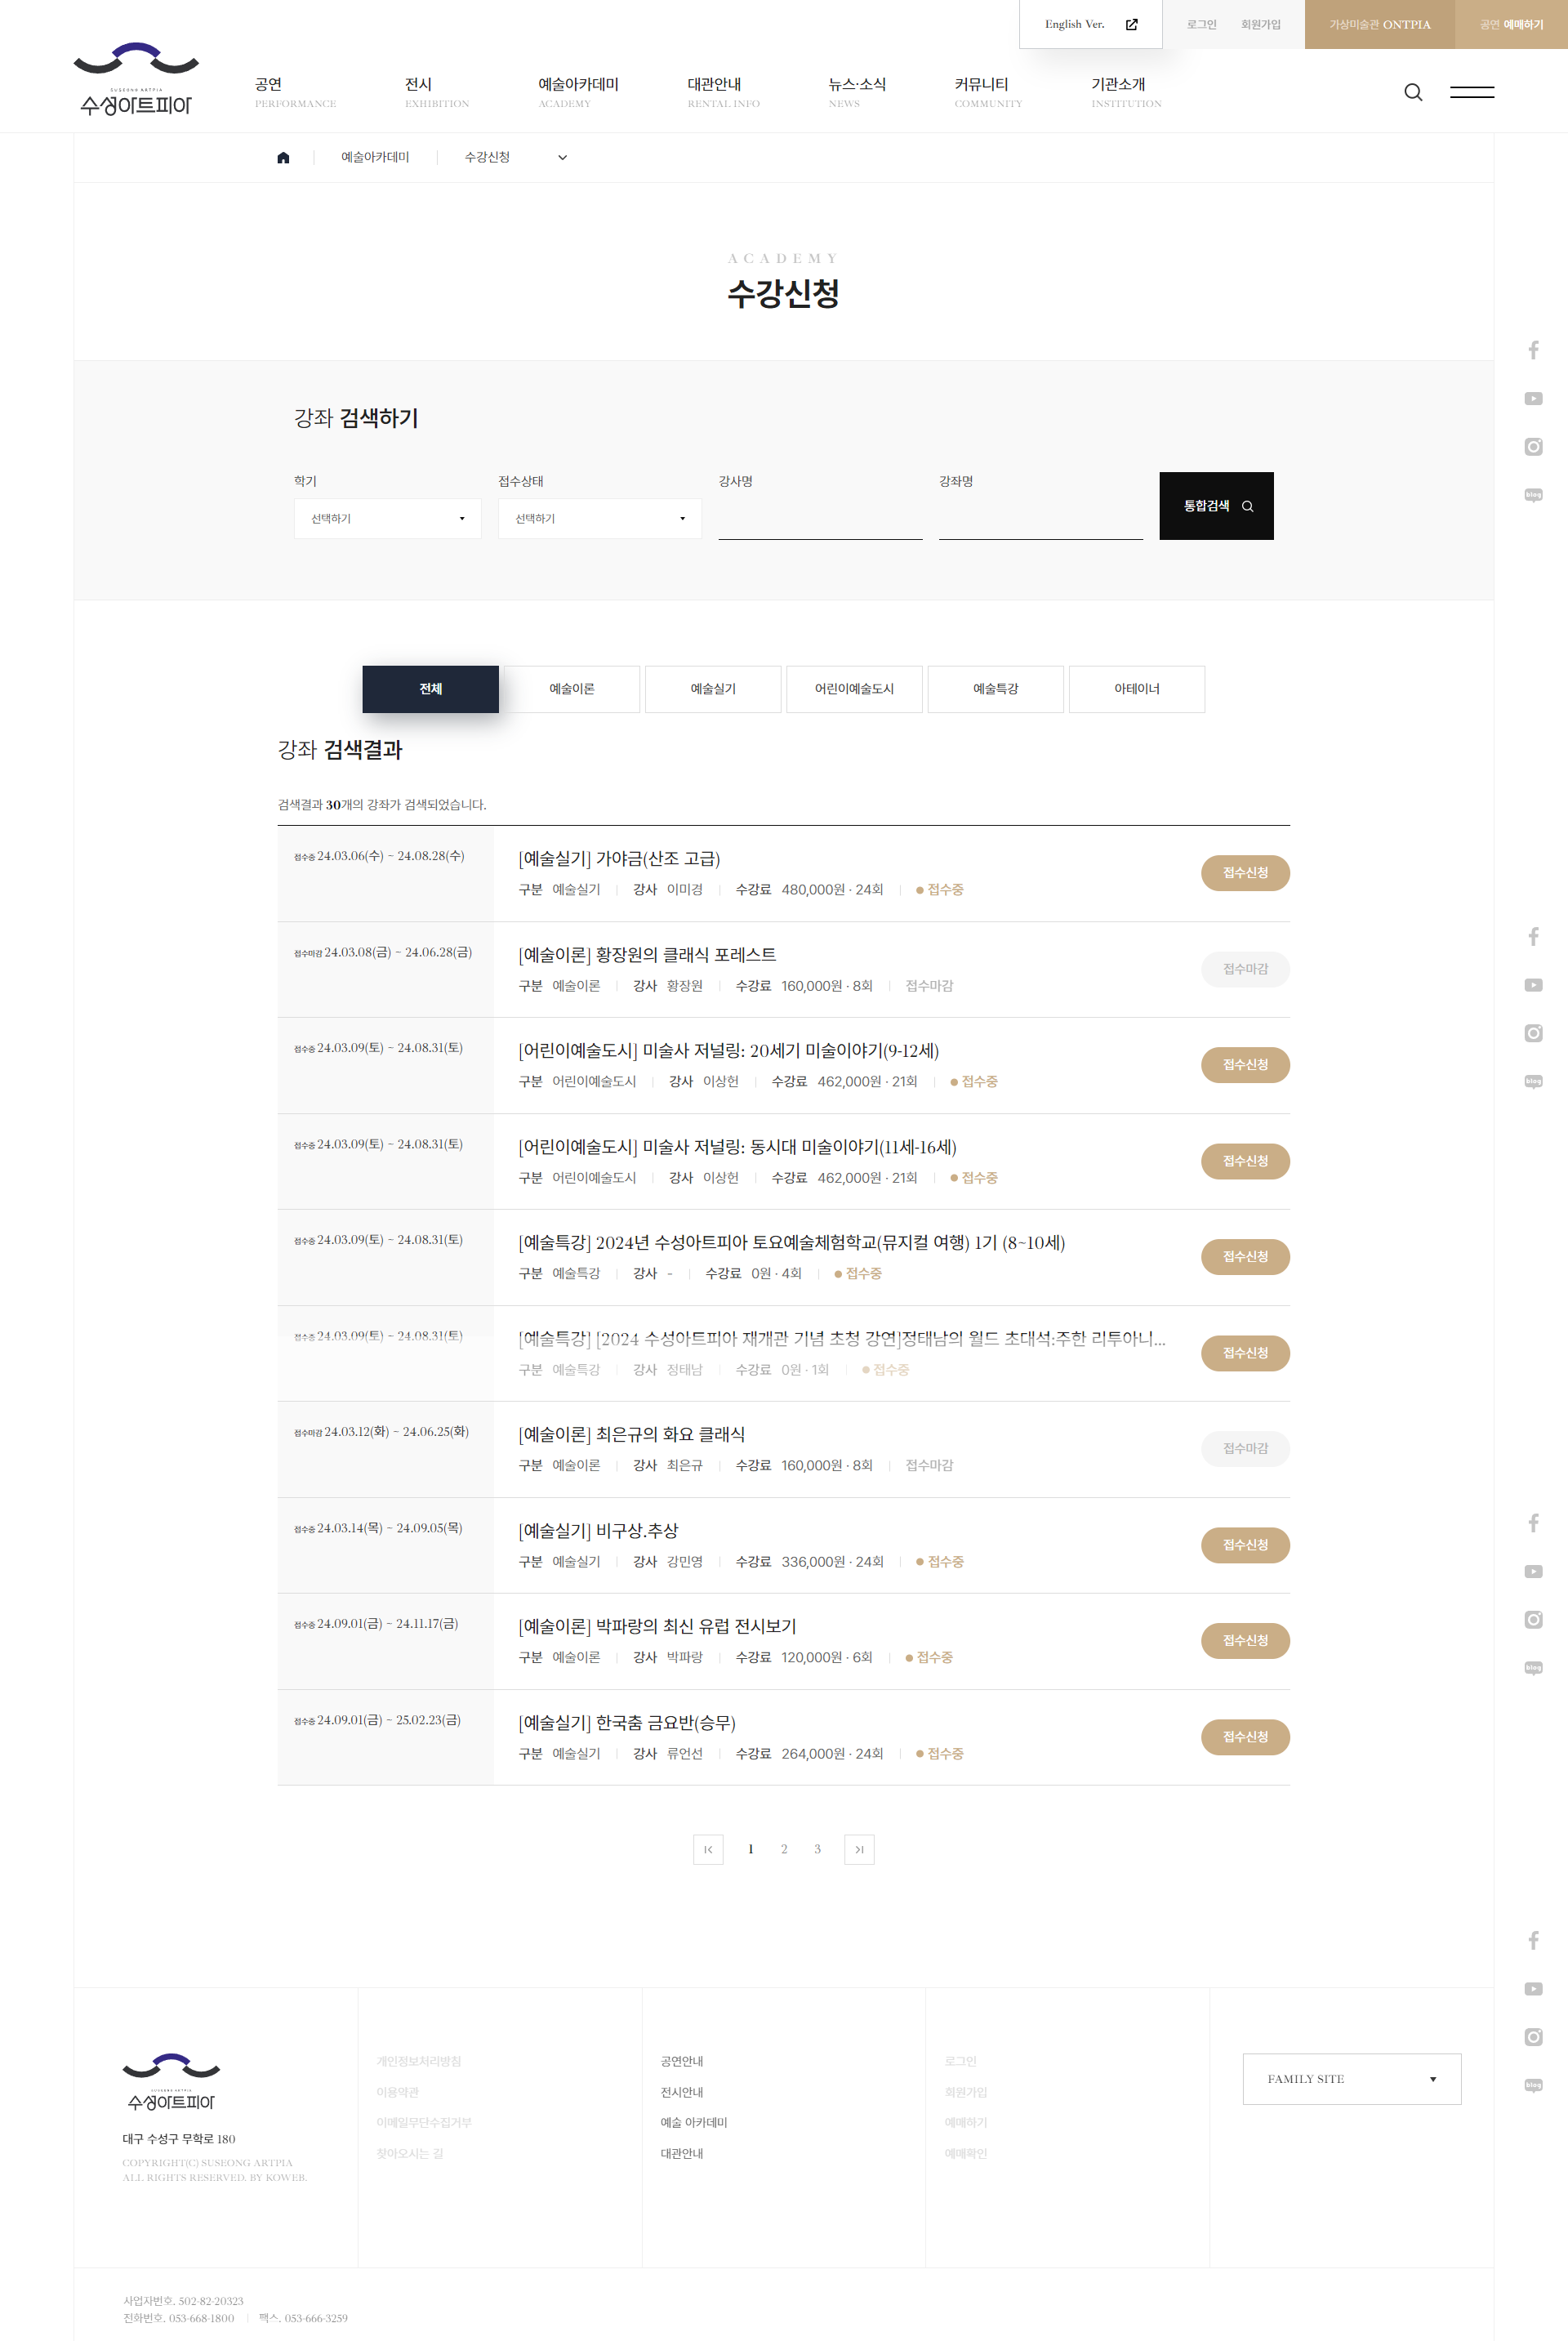 English Ver.
로그인 회원가입
가상미술관 ONTPIA
공연 예매하기
SUSEONG ARTPIA
수성아트피아
공연 전시 예술아카데미 대관안내 뉴스·소식 커뮤니티 기관소개
PERFORMANCE EXHIBITION ACADEMY RENTAL INFO NEWS COMMUNITY INSTITUTION
예술아카데미 수강신청
ACADEMY
수강신청
강좌 검색하기
학기 접수상태 강사명 강좌명
선택하기 선택하기
통합검색
전체 예술이론 예술실기 어린이예술도시 예술특강 아테이너
강좌 검색결과
검색결과 30개의 강좌가 검색되었습니다.
접수중 24.03.06(수) ~ 24.08.28(수)
[예술실기] 가야금(산조 고급)
구분 예술실기 강사 이미경 수강료 480,000원 · 24회 ● 접수중
접수신청
접수마감 24.03.08(금) ~ 24.06.28(금)
[예술이론] 황장원의 클래식 포레스트
구분 예술이론 강사 황장원 수강료 160,000원 · 8회 접수마감
접수마감
접수중 24.03.09(토) ~ 24.08.31(토)
[어린이예술도시] 미술사 저널링: 20세기 미술이야기(9-12세)
구분 어린이예술도시 강사 이상헌 수강료 462,000원 · 21회 ● 접수중
접수신청
접수중 24.03.09(토) ~ 24.08.31(토)
[어린이예술도시] 미술사 저널링: 동시대 미술이야기(11세-16세)
구분 어린이예술도시 강사 이상헌 수강료 462,000원 · 21회 ● 접수중
접수신청
접수중 24.03.09(토) ~ 24.08.31(토)
[예술특강] 2024년 수성아트피아 토요예술체험학교(뮤지컬 여행) 1기 (8~10세)
구분 예술특강 강사 - 수강료 0원 · 4회 ● 접수중
접수신청
접수중 24.03.09(토) ~ 24.08.31(토)
[예술특강] [2024 수성아트피아 재개관 기념 초청 강연]정태남의 월드 초대석:주한 리투아니...
구분 예술특강 강사 정태남 수강료 0원 · 1회 ● 접수중
접수신청
접수마감 24.03.12(화) ~ 24.06.25(화)
[예술이론] 최은규의 화요 클래식
구분 예술이론 강사 최은규 수강료 160,000원 · 8회 접수마감
접수마감
접수중 24.03.14(목) ~ 24.09.05(목)
[예술실기] 비구상.추상
구분 예술실기 강사 강민영 수강료 336,000원 · 24회 ● 접수중
접수신청
접수중 24.09.01(금) ~ 24.11.17(금)
[예술이론] 박파랑의 최신 유럽 전시보기
구분 예술이론 강사 박파랑 수강료 120,000원 · 6회 ● 접수중
접수신청
접수중 24.09.01(금) ~ 25.02.23(금)
[예술실기] 한국춤 금요반(승무)
구분 예술실기 강사 류언선 수강료 264,000원 · 24회 ● 접수중
접수신청
1 2 3
blog
blog
blog
blog
SUSEONG ARTPIA
수성아트피아
대구 수성구 무학로 180
COPYRIGHT(C) SUSEONG ARTPIA
ALL RIGHTS RESERVED. BY KOWEB.
개인정보처리방침
이용약관
이메일무단수집거부
찾아오시는 길
공연안내
전시안내
예술 아카데미
대관안내
로그인
회원가입
예매하기
예매확인
FAMILY SITE
사업자번호. 502-82-20323
전화번호. 053-668-1800 팩스. 053-666-3259